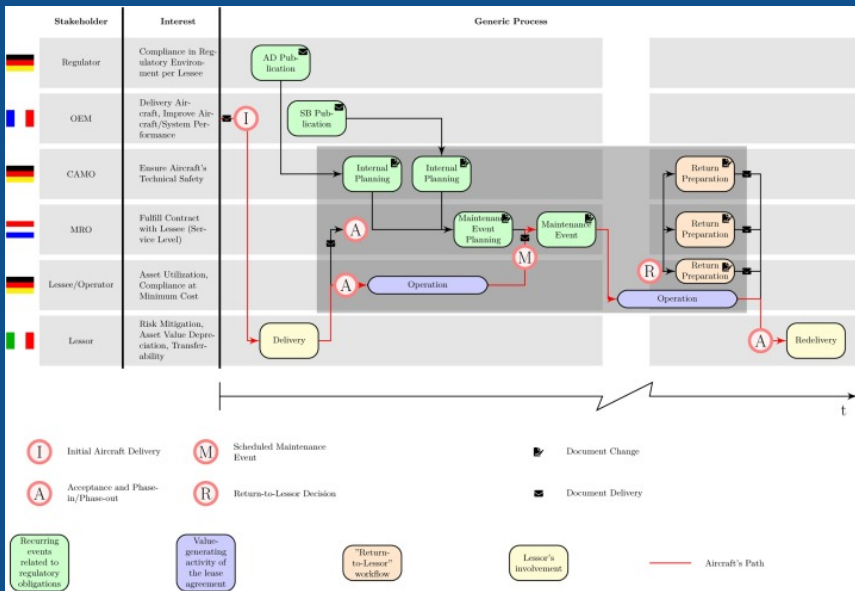 Stakeholder Interest Generic Process
Regulator
Compliance in Reg-
ulatory Environ-
ment per Lessee
AD Pub-
lication
OEM
Delivery Air-
craft, Improve Air-
craft/System Per-
formance
I
SB Pub-
lication
CAMO
Ensure Aircraft's
Technical Safety
Internal
Planning
Internal
Planning
Return
Preparation
MRO
Fulfill Contract
with Lessee (Ser-
vice Level)
A
Maintenance
Event
Planning
Maintenance
Event
Return
Preparation
M
Lessee/Operator
Asset Utilization,
Compliance at
Minimum Cost
A
Operation
R
Return
Preparation
Operation
Lessor
Risk Mitigation,
Asset Value Depre-
ciation, Transfer-
ability
Delivery
A
Redelivery
t
I Initial Aircraft Delivery
M Scheduled Maintenance
Event
Document Change
A Acceptance and Phase-
in/Phase-out
R Return-to-Lessor Decision
Document Delivery
Recurring
events
related to
regulatory
obligations
Value-
generating
activity of
the lease
agreement
"Return-
to-Lessor"
workflow
Lessor's
involvement
Aircraft's Path